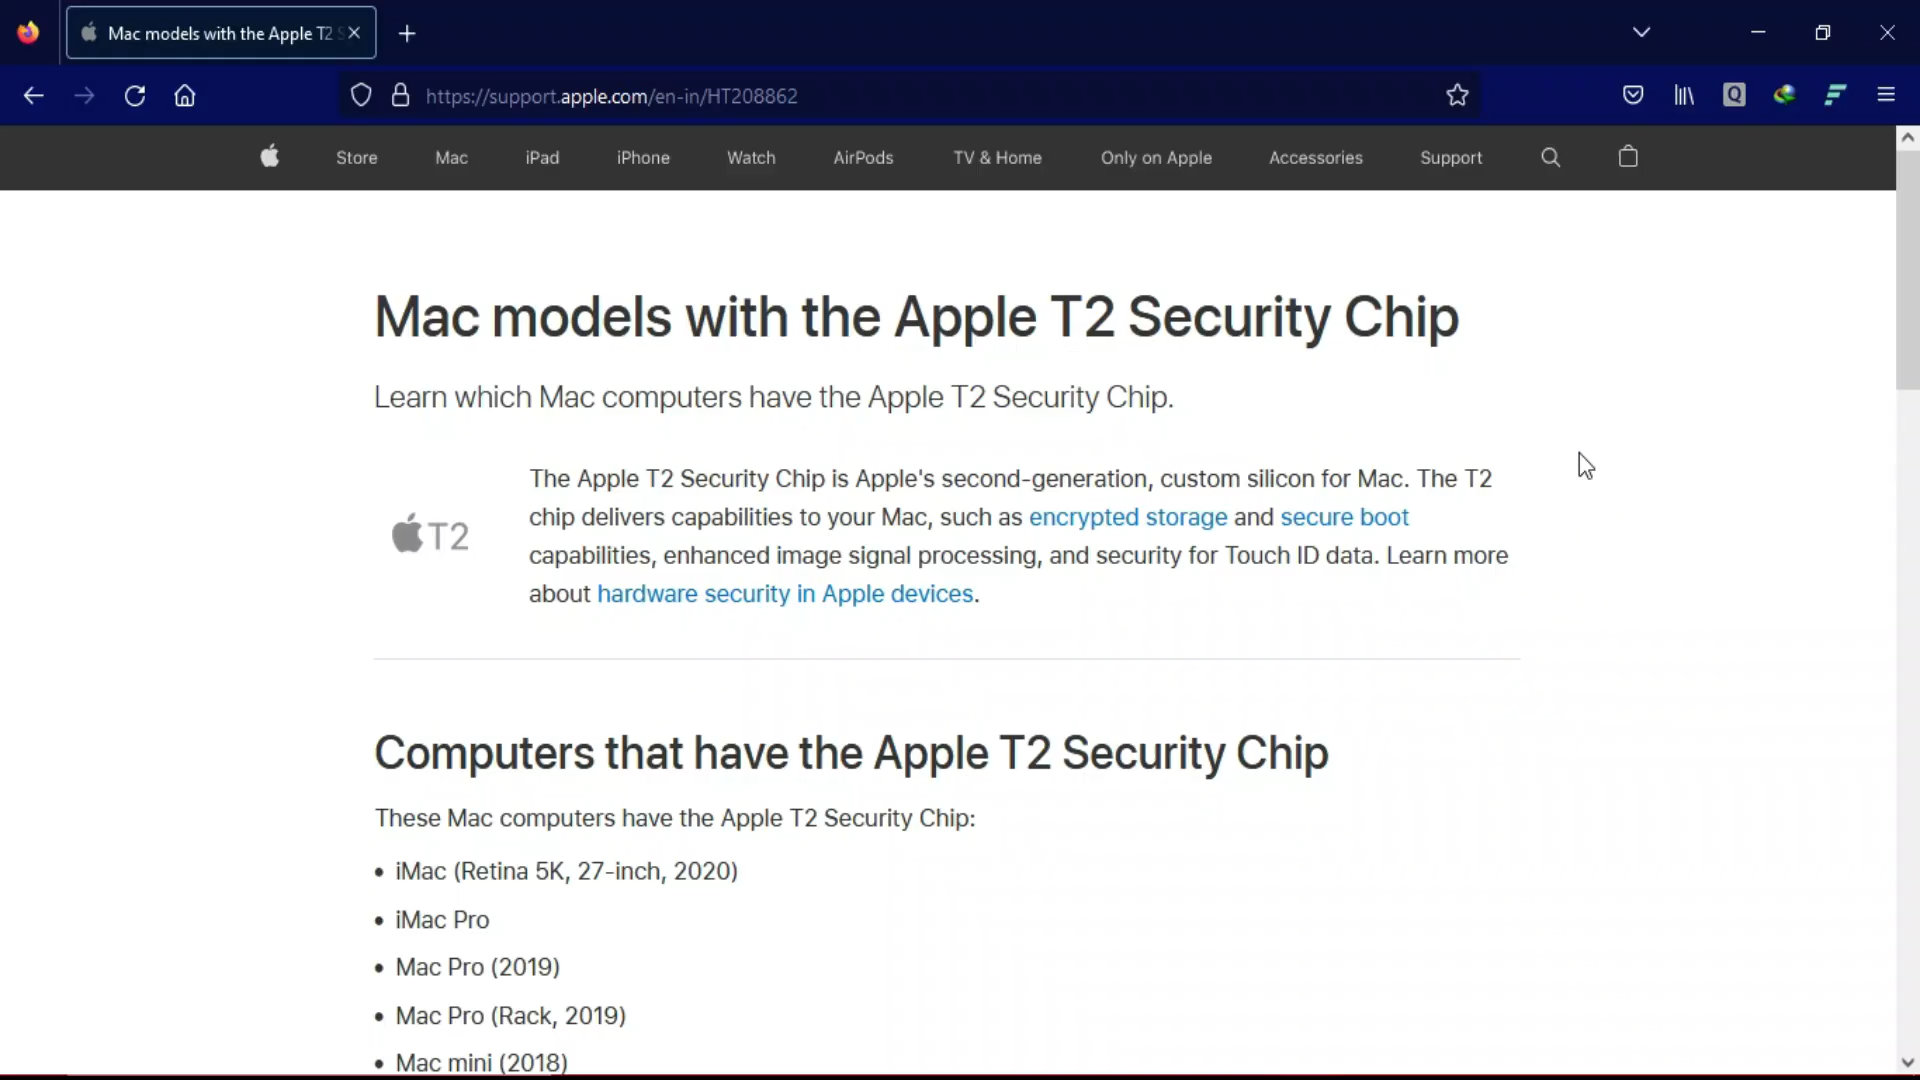 Mac models with the Apple T2 S
https://support.apple.com/en-in/HT208862
Store Mac iPad iPhone Watch AirPods TV & Home Only on Apple Accessories Support
Mac models with the Apple T2 Security Chip
Learn which Mac computers have the Apple T2 Security Chip.
T2
The Apple T2 Security Chip is Apple's second-generation, custom silicon for Mac. The T2
chip delivers capabilities to your Mac, such as encrypted storage and secure boot
capabilities, enhanced image signal processing, and security for Touch ID data. Learn more
about hardware security in Apple devices.
Computers that have the Apple T2 Security Chip
These Mac computers have the Apple T2 Security Chip:
• iMac (Retina 5K, 27-inch, 2020)
• iMac Pro
• Mac Pro (2019)
• Mac Pro (Rack, 2019)
• Mac mini (2018)